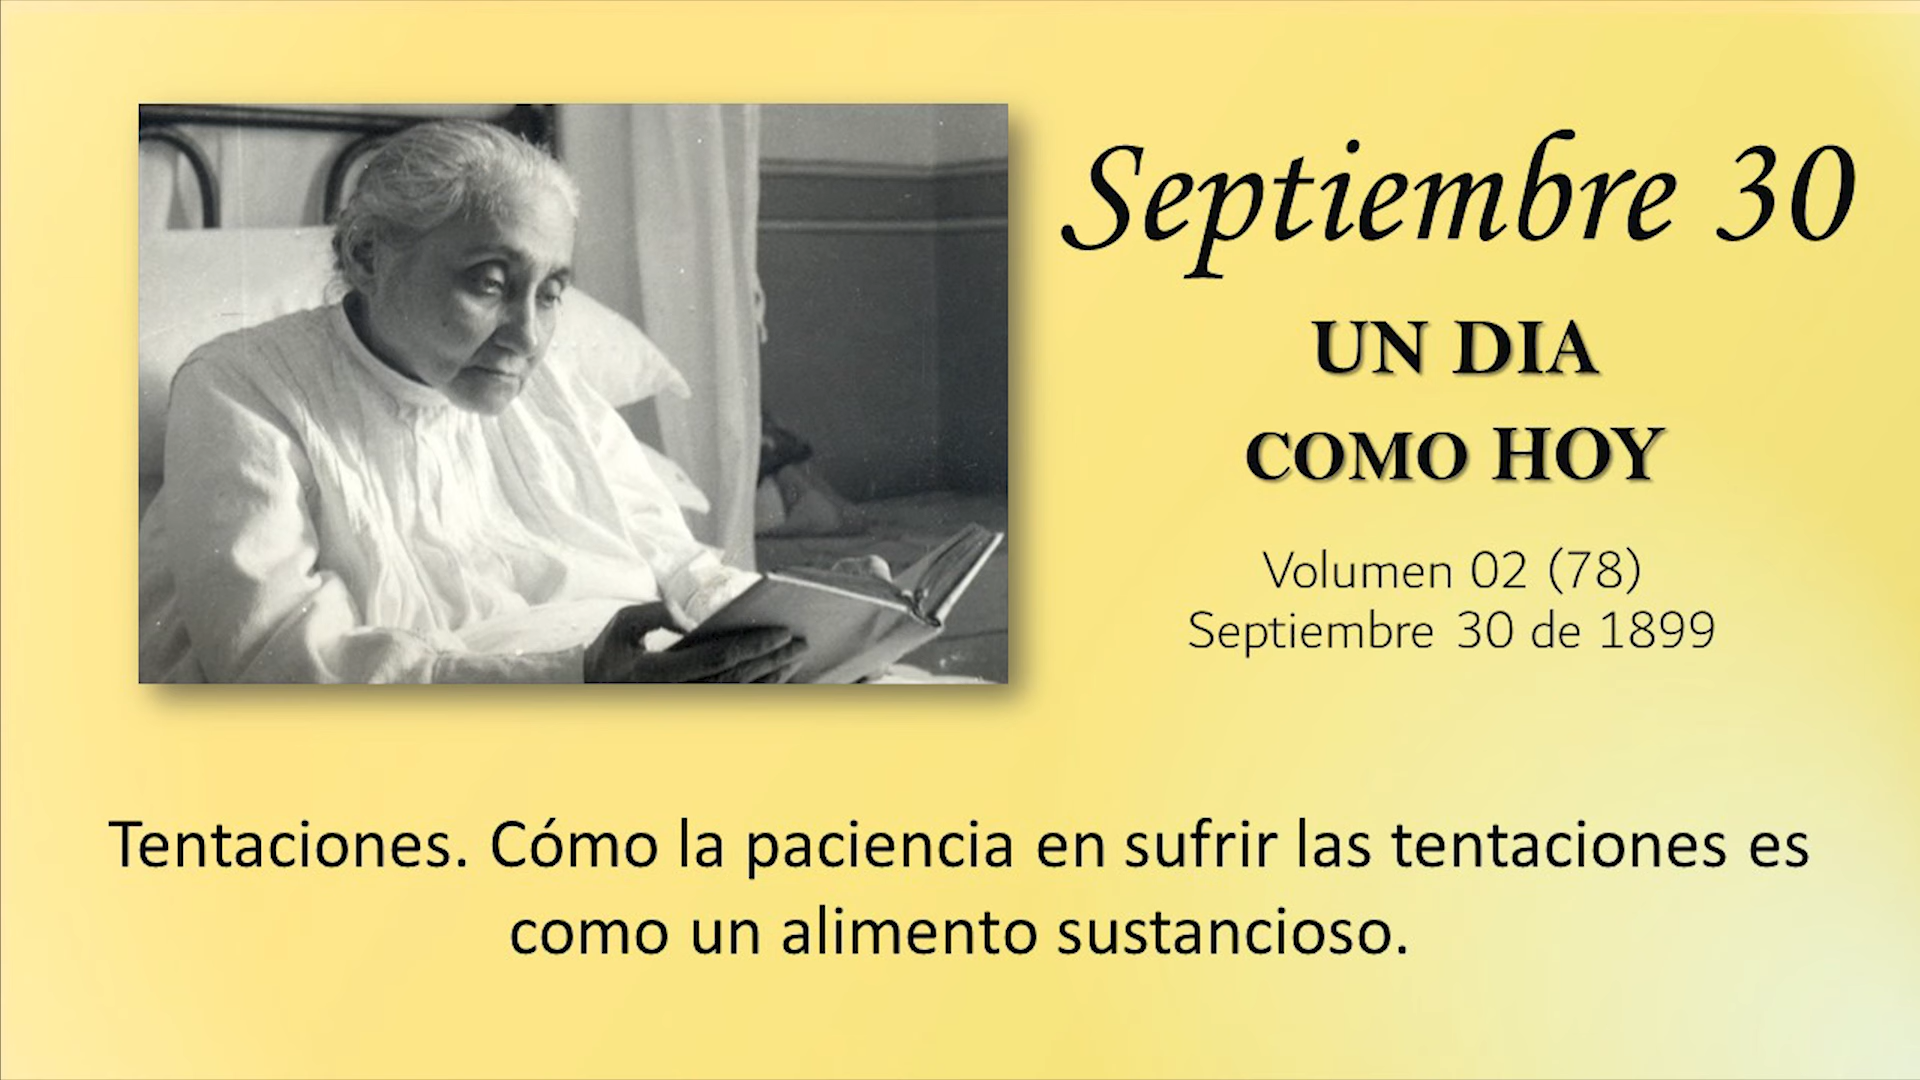 Septiembre 30
UN DIA
COMO HOY
Volumen 02 (78)
Septiembre 30 de 1899
Tentaciones. Cómo la paciencia en sufrir las tentaciones es
como un alimento sustancioso.